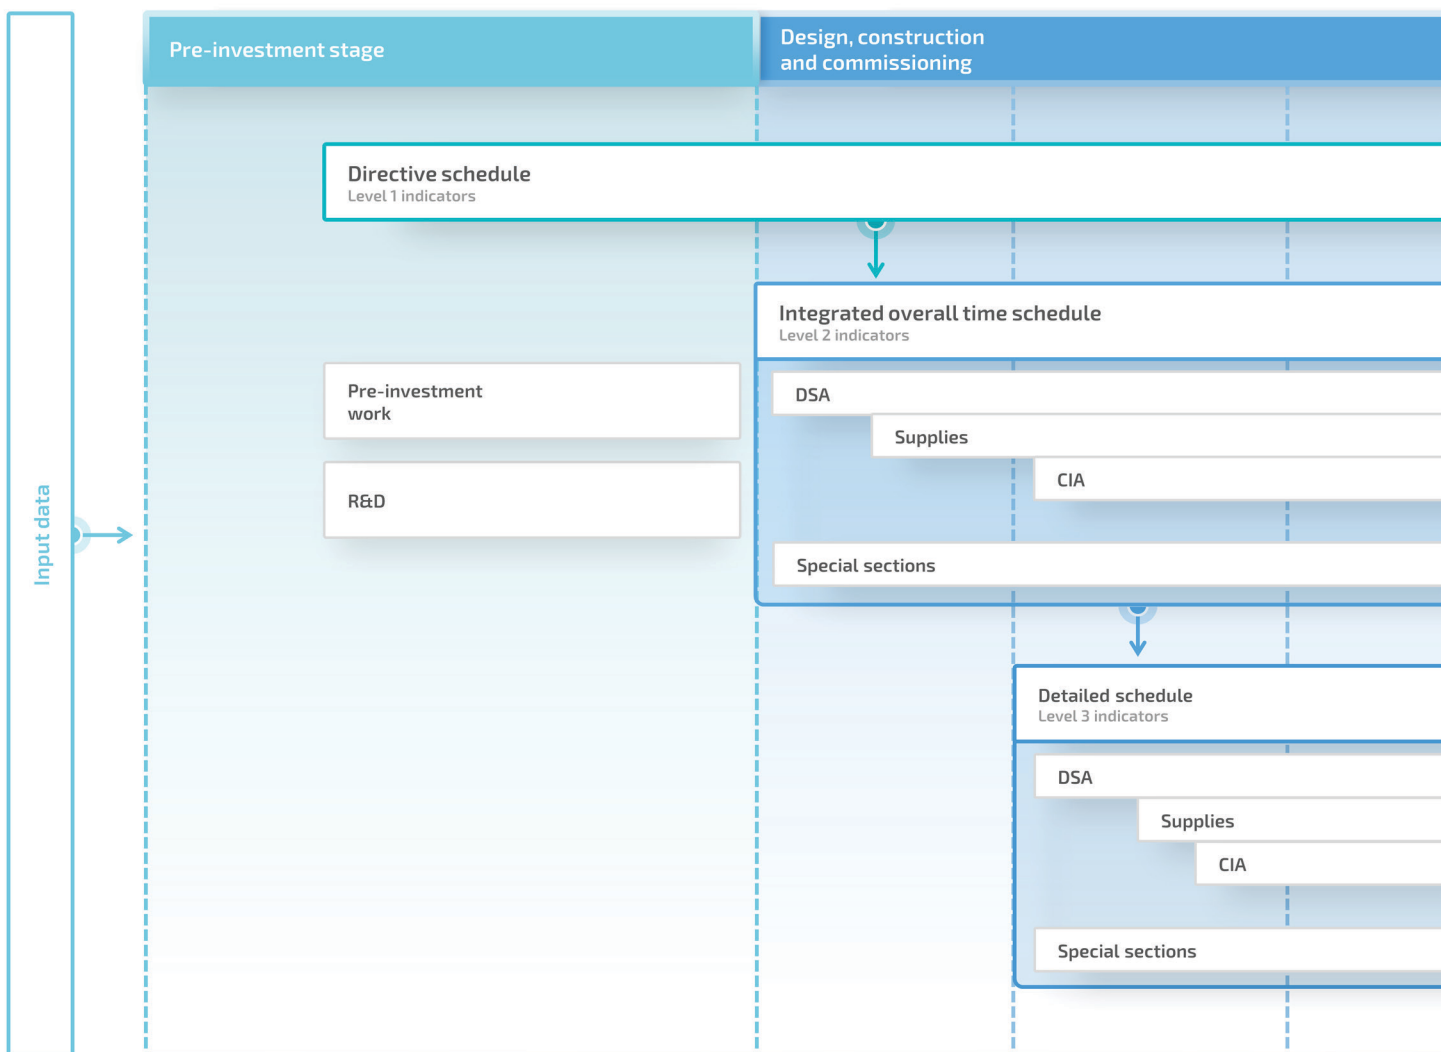 Pre-investment stage
Design, construction
and commissioning
Directive schedule
Level 1 indicators
Integrated overall time schedule
Level 2 indicators
Pre-investment
work
DSA
Supplies
CIA
R&D
Input data
Special sections
Detailed schedule
Level 3 indicators
DSA
Supplies
CIA
Special sections